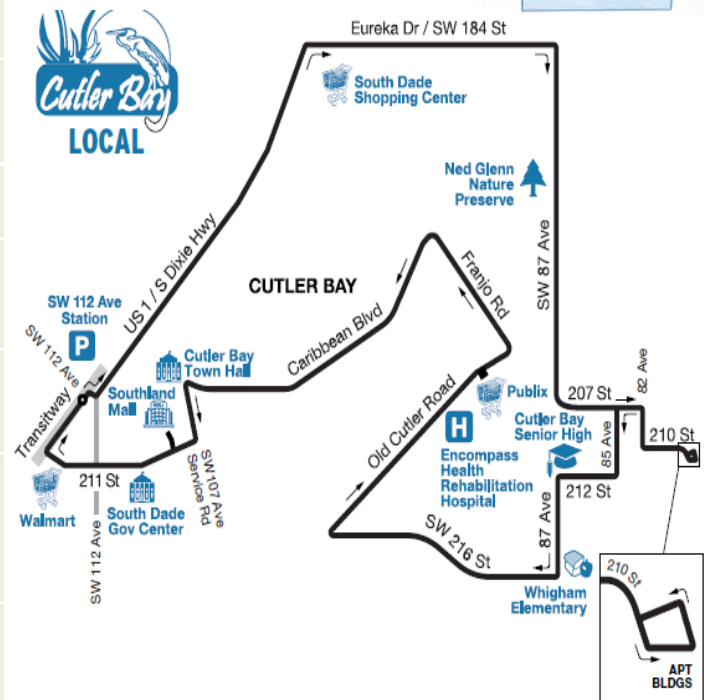 Eureka Dr / SW 184 St
Cutler Bay
LOCAL
South Dade
Shopping Center
Ned Glenn
Nature
Preserve
SW 87 Ave
US 1 / S Dixie Hwy
CUTLER BAY
Franjo Rd
Caribbean Blvd
SW 112 Ave
Station
P
SW 112 Ave
Transitway
Cutler Bay
Town Hall
Southland
Mall
SW 107 Ave
Service Rd
211 St
Walmart
South Dade
Gov Center
SW 112 Ave
Old Cutler Road
Publix
H
Encompass
Health
Rehabilitation
Hospital
Cutler Bay
Senior High
207 St
82 Ave
85 Ave
210 St
212 St
87 Ave
SW 216 St
Whigham
Elementary
210 St
APT
BLDGS